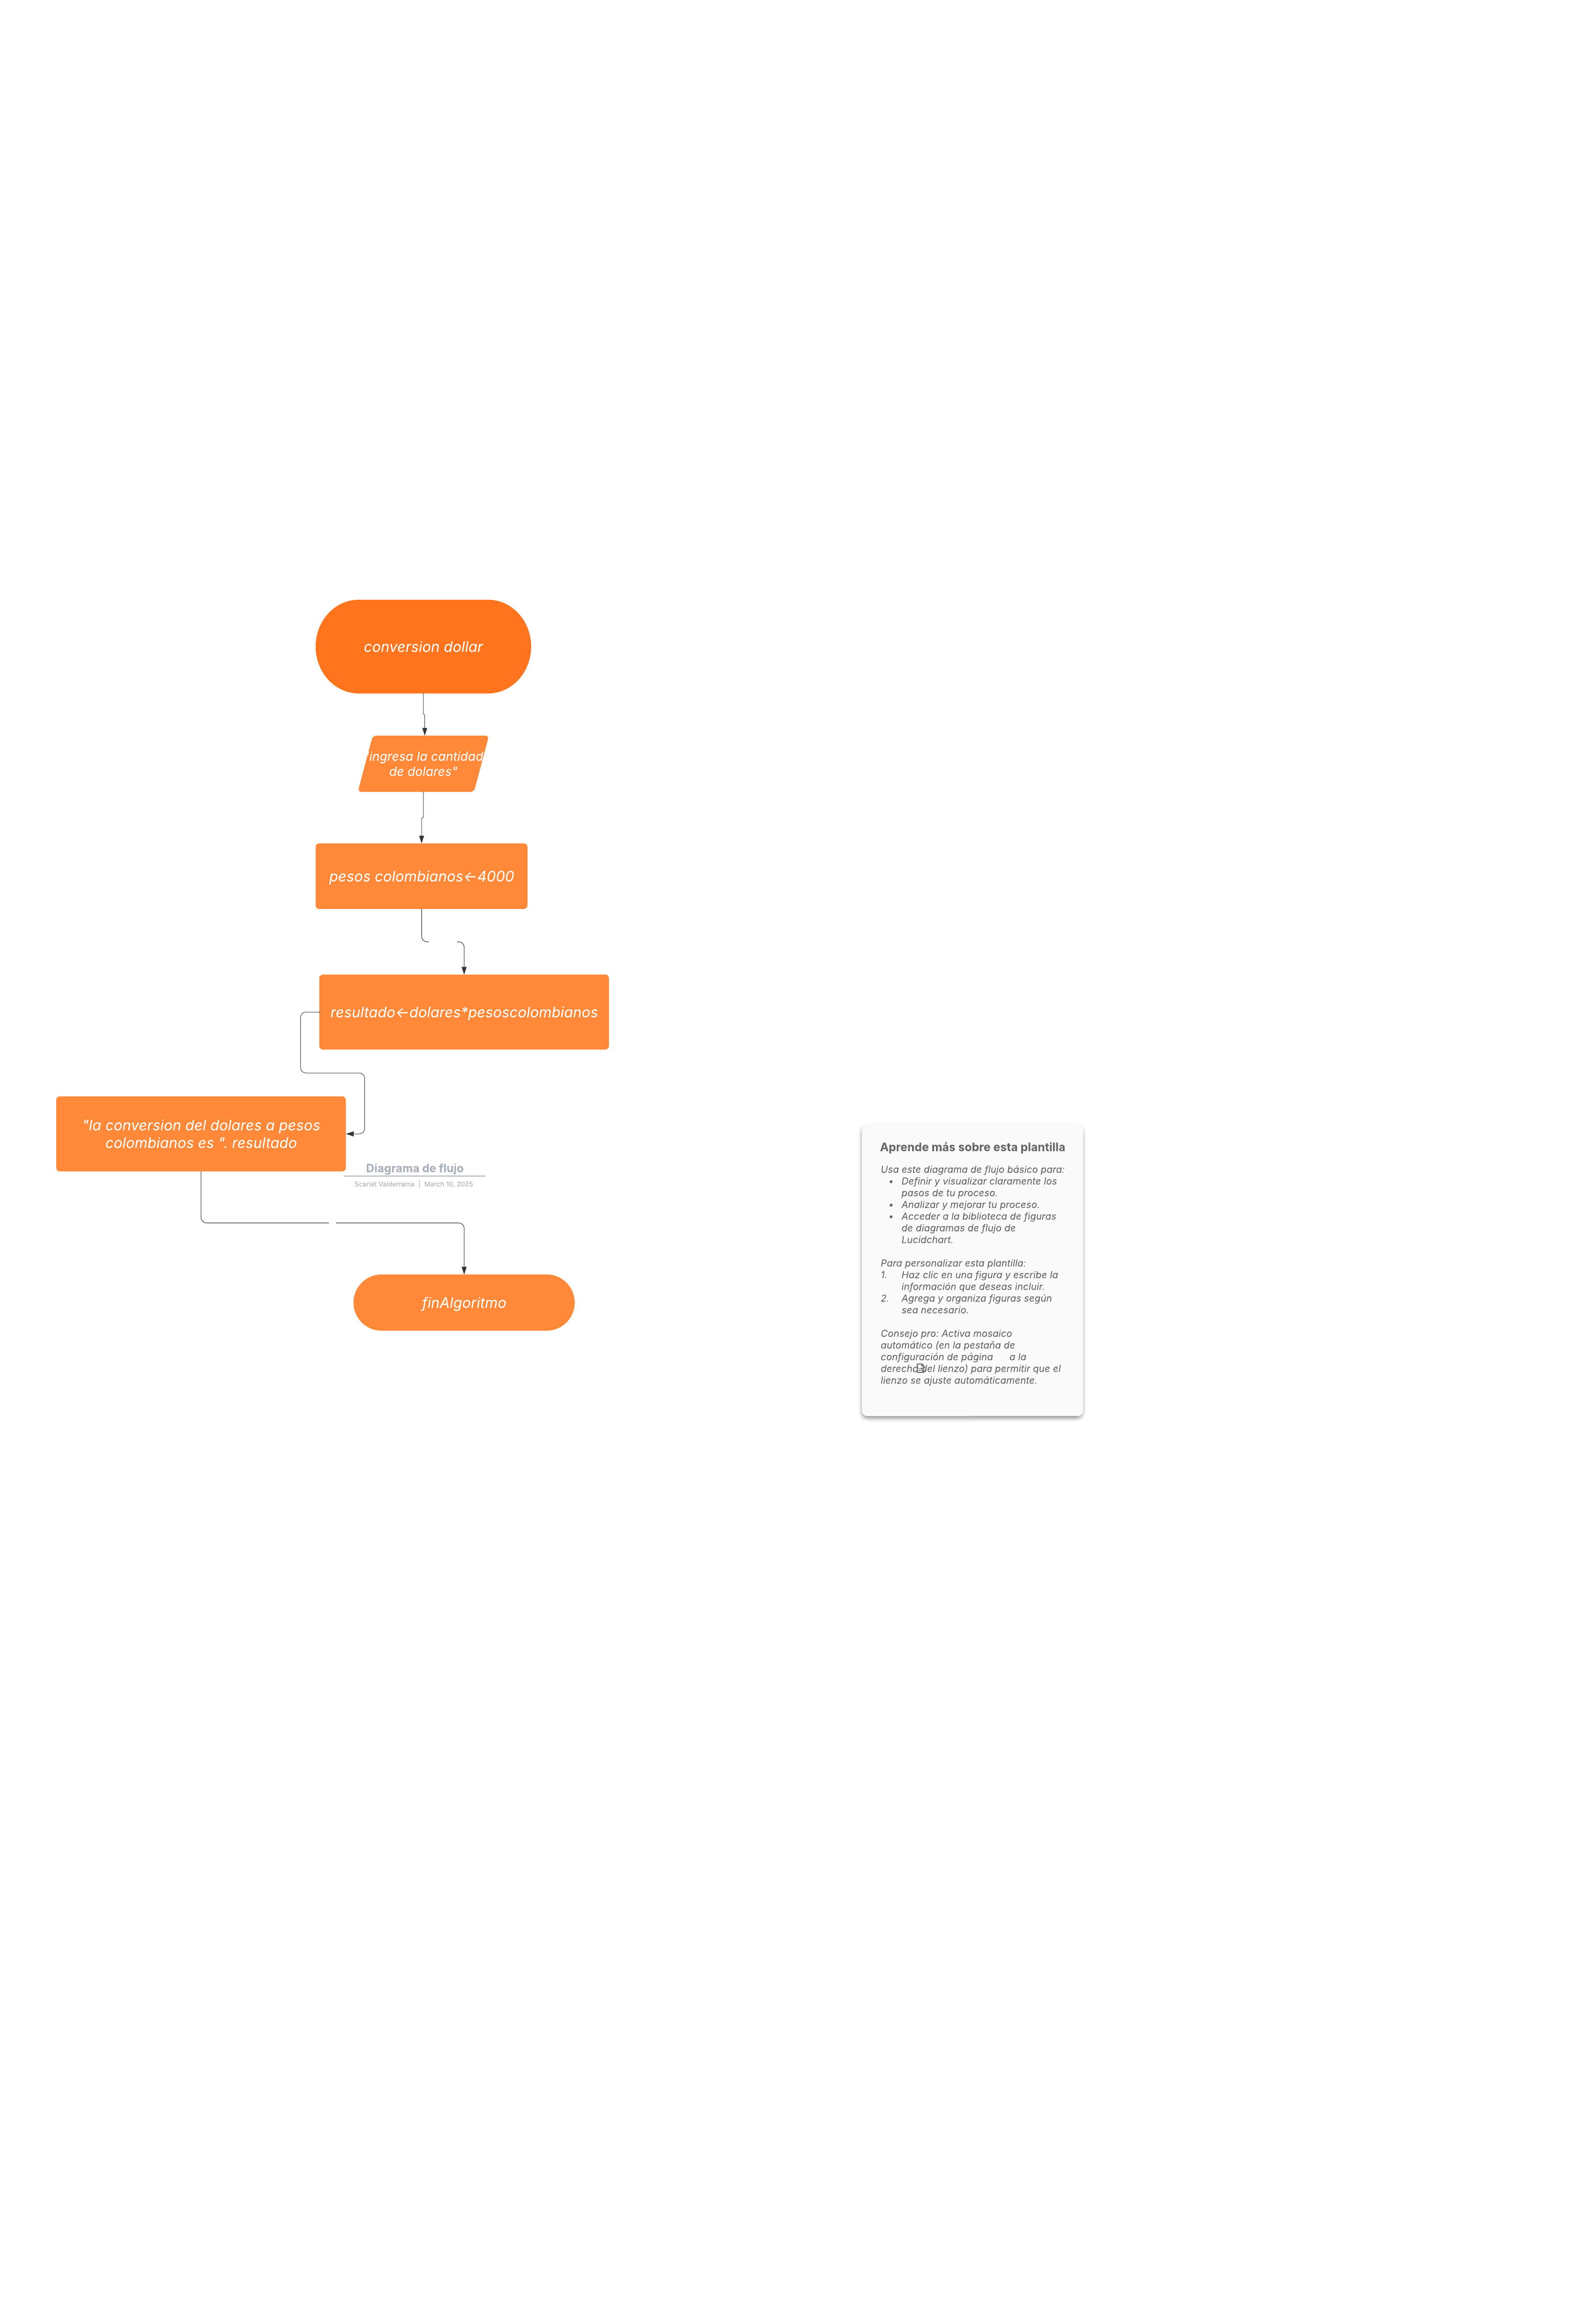 conversion dollar
ingresa la cantidad
de dolares"
pesos colombianos←4000
resultado←dolares*pesoscolombianos
"la conversion del dolares a pesos
colombianos es ". resultado
Diagrama de flujo
Scarlet Valderrama | March 10, 2025
finAlgoritmo
Aprende más sobre esta plantilla
Usa este diagrama de flujo básico para:
• Definir y visualizar claramente los
pasos de tu proceso.
• Analizar y mejorar tu proceso.
• Acceder a la biblioteca de figuras
de diagramas de flujo de
Lucidchart.
Para personalizar esta plantilla:
1. Haz clic en una figura y escribe la
información que deseas incluir.
2. Agrega y organiza figuras según
sea necesario.
Consejo pro: Activa mosaico
automático (en la pestaña de
configuración de página a la
derecha del lienzo) para permitir que el
lienzo se ajuste automáticamente.